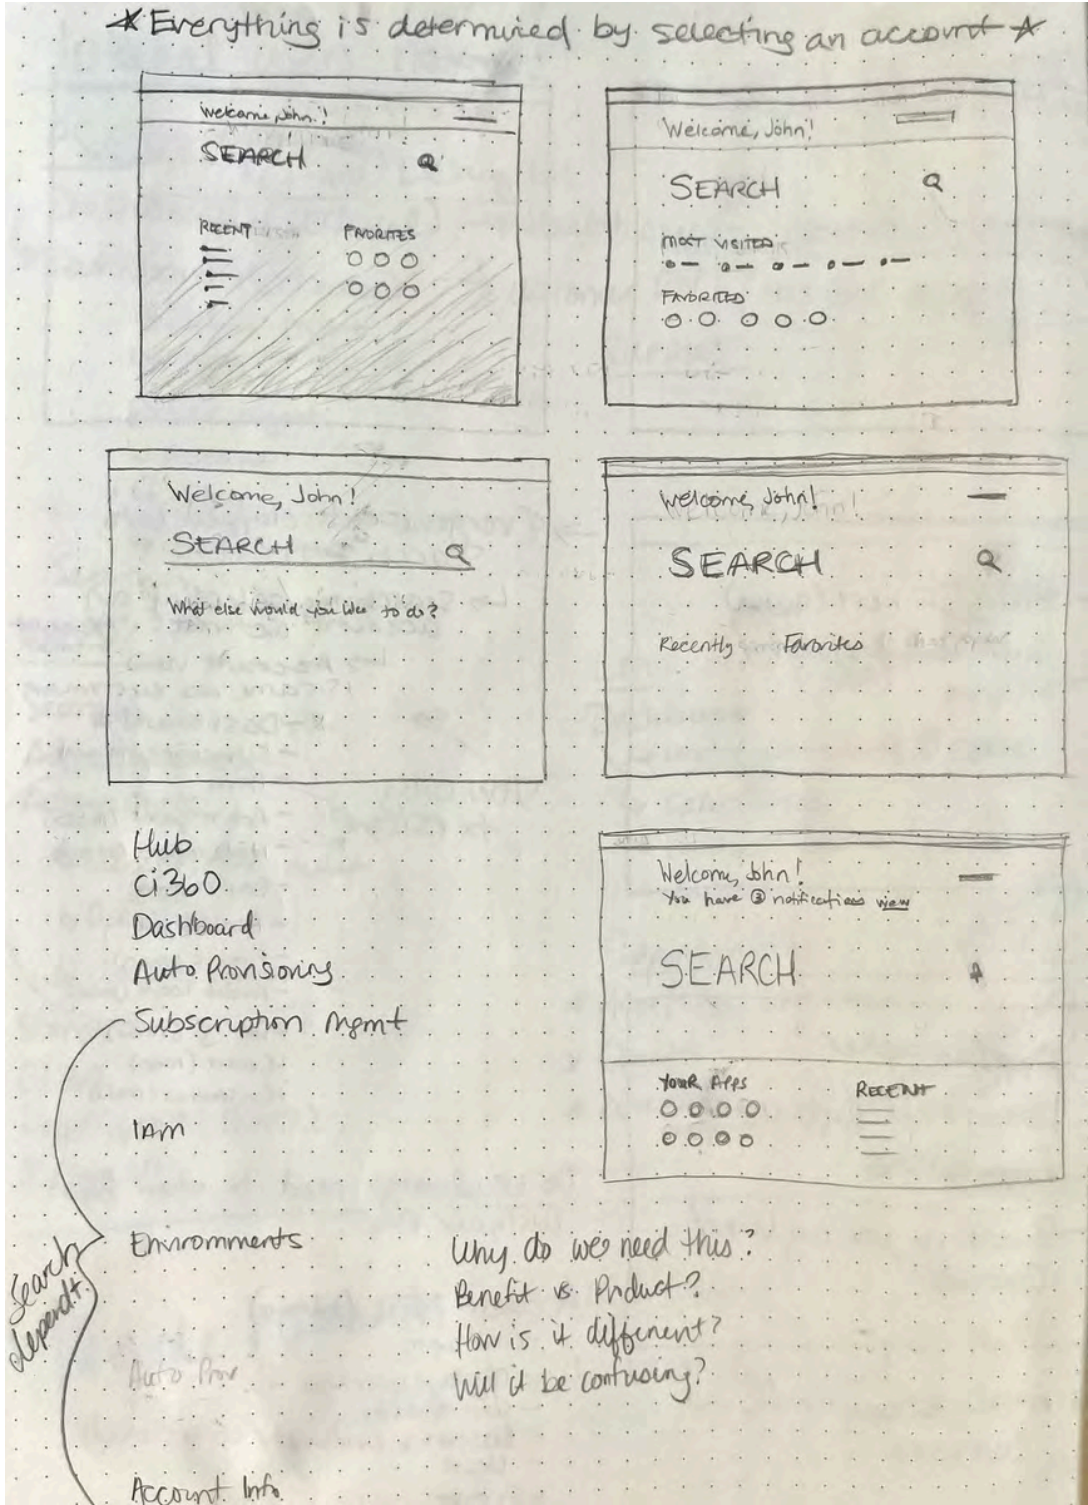 Everything is determined by selecting an account
Welcome, John!
SEARCH
RECENT
FAVORITES
Welcome, John!
SEARCH
MOST VISITED
FAVORITED
Welcome, John!
SEARCH
What else would you like to do?
Welcome, John!
SEARCH
Recently
Favorites
Welcome, John!
You have 3 notifications view
SEARCH
YOUR APPS
RECENT
Hub
Ci360
Dashboard
Auto Provisioning
Subscription Mgmt
IAM
Environments
Auto Prov
Account Info
Search
dependt.
Why do we need this?
Benefit vs. Product?
How is it different?
Will it be confusing?